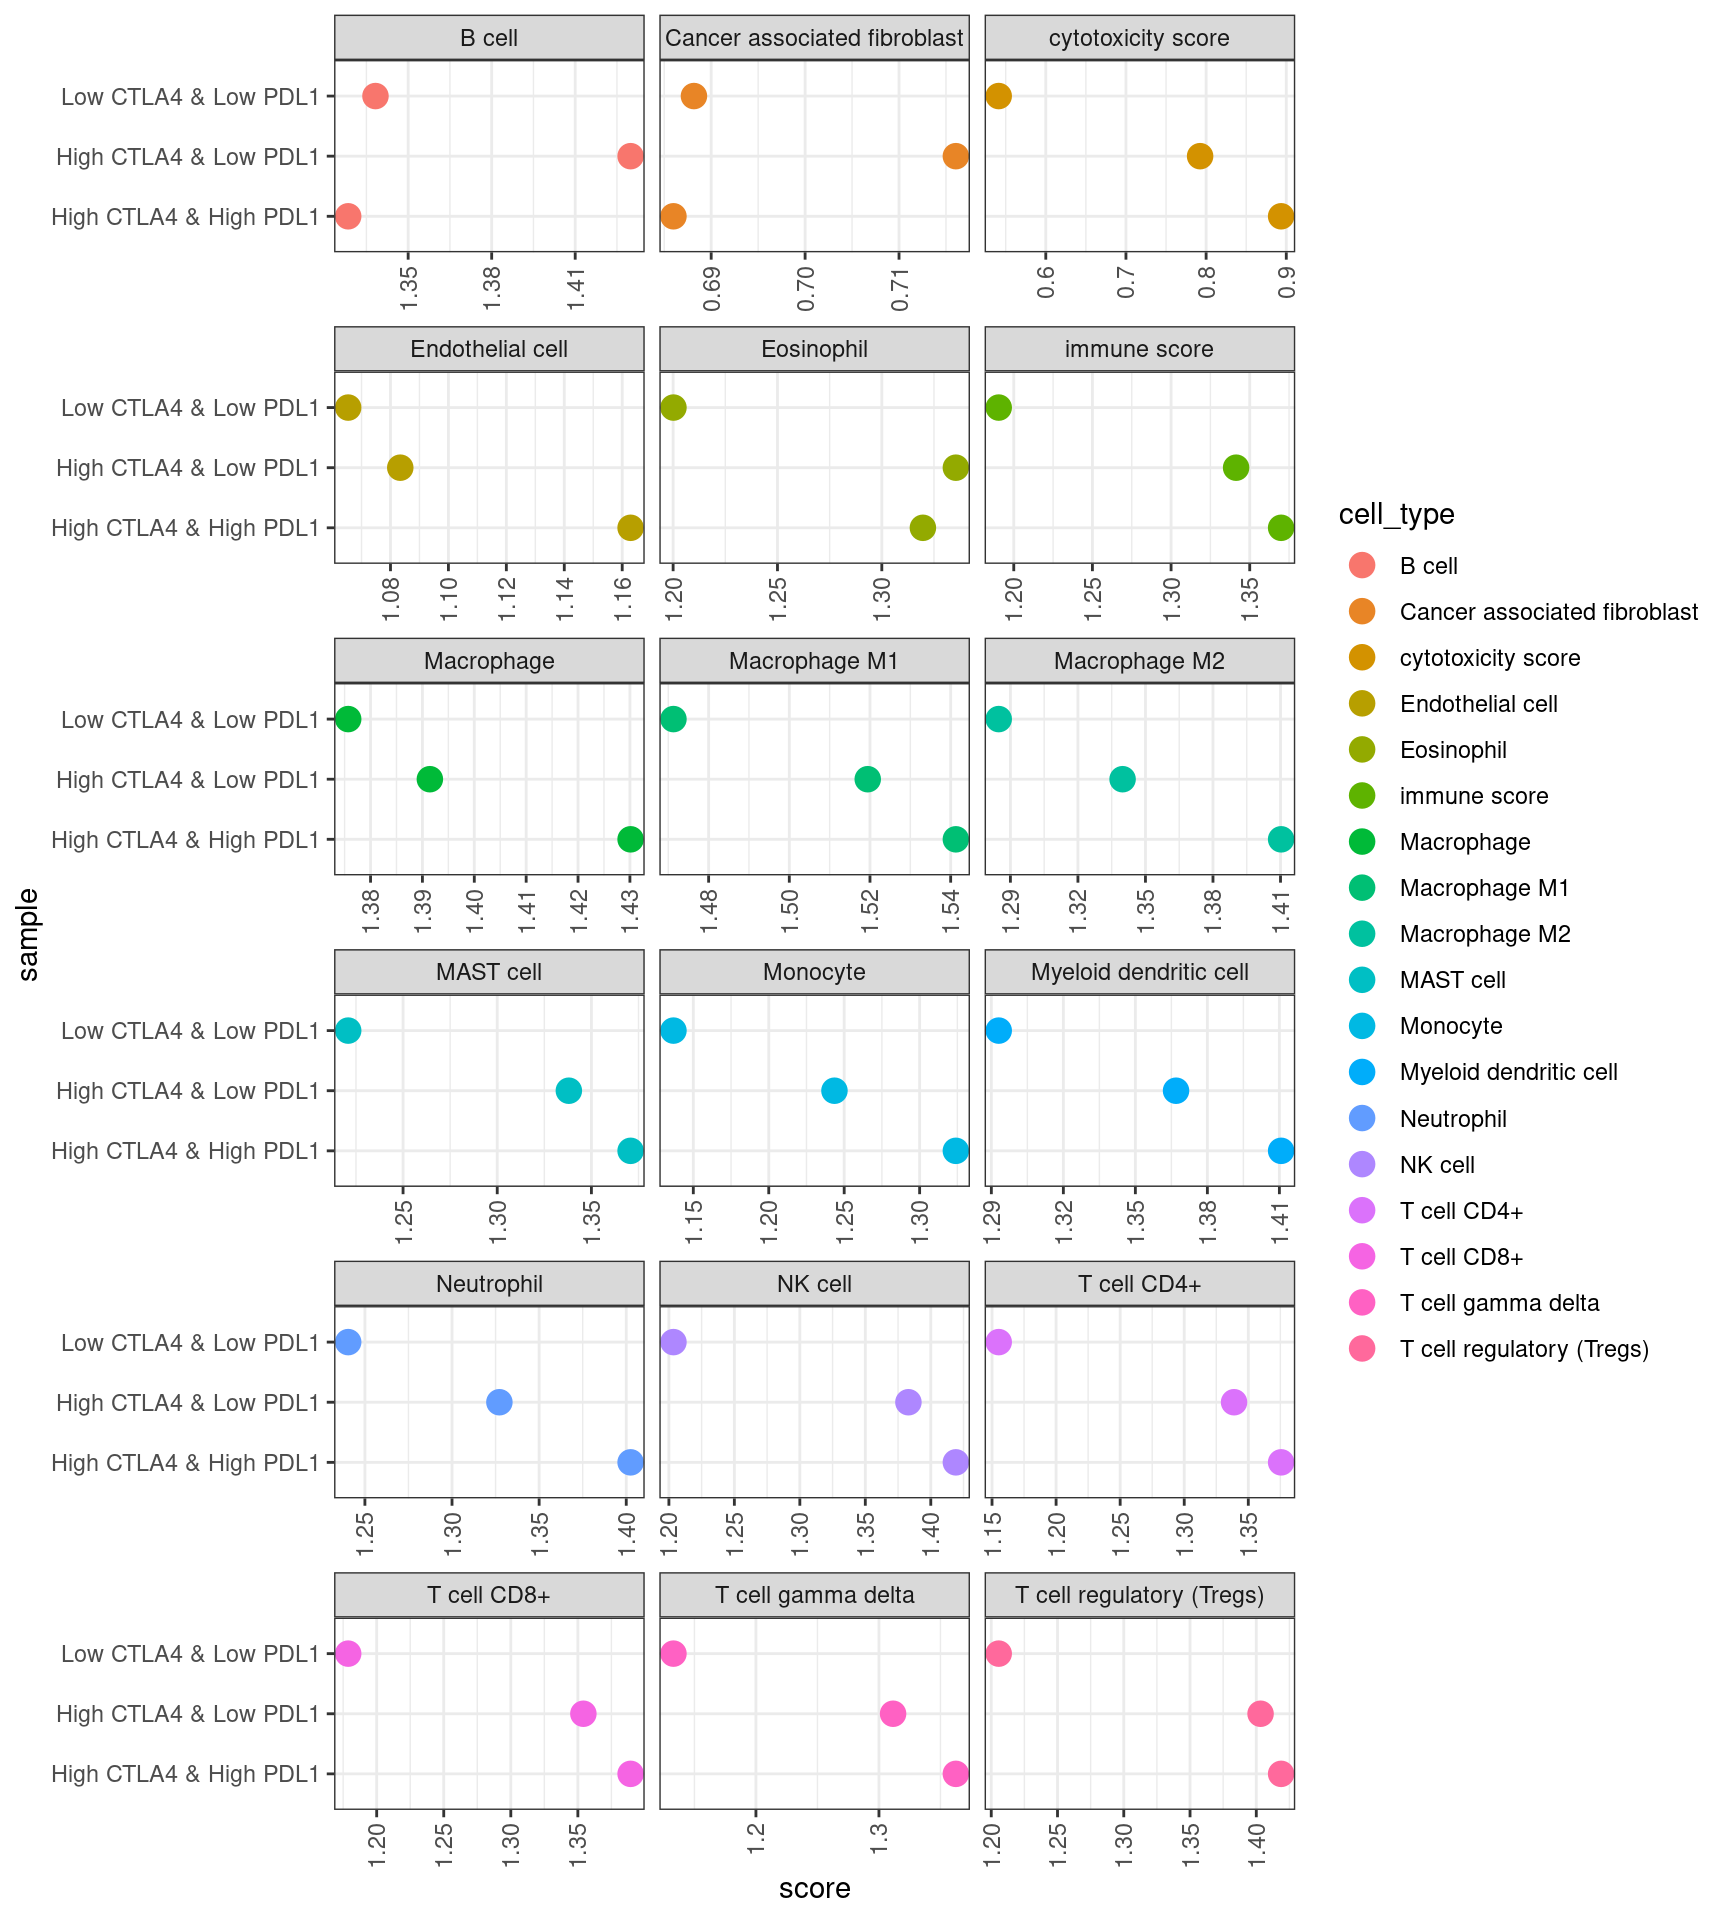 B cell
Cancer associated fibroblast
cytotoxicity score
Low CTLA4 & Low PDL1
High CTLA4 & Low PDL1
High CTLA4 & High PDL1
1.35 1.38 1.41
0.69 0.70 0.71
0.6 0.7 0.8 0.9
Endothelial cell
Eosinophil
immune score
Low CTLA4 & Low PDL1
High CTLA4 & Low PDL1
High CTLA4 & High PDL1
1.08 1.10 1.12 1.14 1.16
1.20 1.25 1.30
1.20 1.25 1.30 1.35
Macrophage
Macrophage M1
Macrophage M2
Low CTLA4 & Low PDL1
High CTLA4 & Low PDL1
High CTLA4 & High PDL1
1.38 1.39 1.40 1.41 1.42 1.43
1.48 1.50 1.52 1.54
1.29 1.32 1.35 1.38 1.41
MAST cell
Monocyte
Myeloid dendritic cell
Low CTLA4 & Low PDL1
High CTLA4 & Low PDL1
High CTLA4 & High PDL1
1.25 1.30 1.35
1.15 1.20 1.25 1.30
1.29 1.32 1.35 1.38 1.41
Neutrophil
NK cell
T cell CD4+
Low CTLA4 & Low PDL1
High CTLA4 & Low PDL1
High CTLA4 & High PDL1
1.25 1.30 1.35 1.40
1.20 1.25 1.30 1.35 1.40
1.15 1.20 1.25 1.30 1.35
T cell CD8+
T cell gamma delta
T cell regulatory (Tregs)
Low CTLA4 & Low PDL1
High CTLA4 & Low PDL1
High CTLA4 & High PDL1
1.20 1.25 1.30 1.35
1.2 1.3
1.20 1.25 1.30 1.35 1.40
sample
score
cell_type
B cell
Cancer associated fibroblast
cytotoxicity score
Endothelial cell
Eosinophil
immune score
Macrophage
Macrophage M1
Macrophage M2
MAST cell
Monocyte
Myeloid dendritic cell
Neutrophil
NK cell
T cell CD4+
T cell CD8+
T cell gamma delta
T cell regulatory (Tregs)